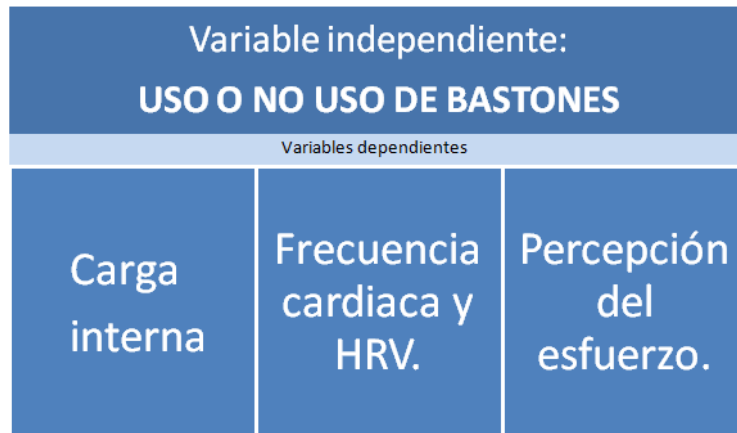 Variable independiente:
USO O NO USO DE BASTONES
Variables dependientes
Carga
interna
Frecuencia
cardiaca y
HRV.
Percepción
del
esfuerzo.